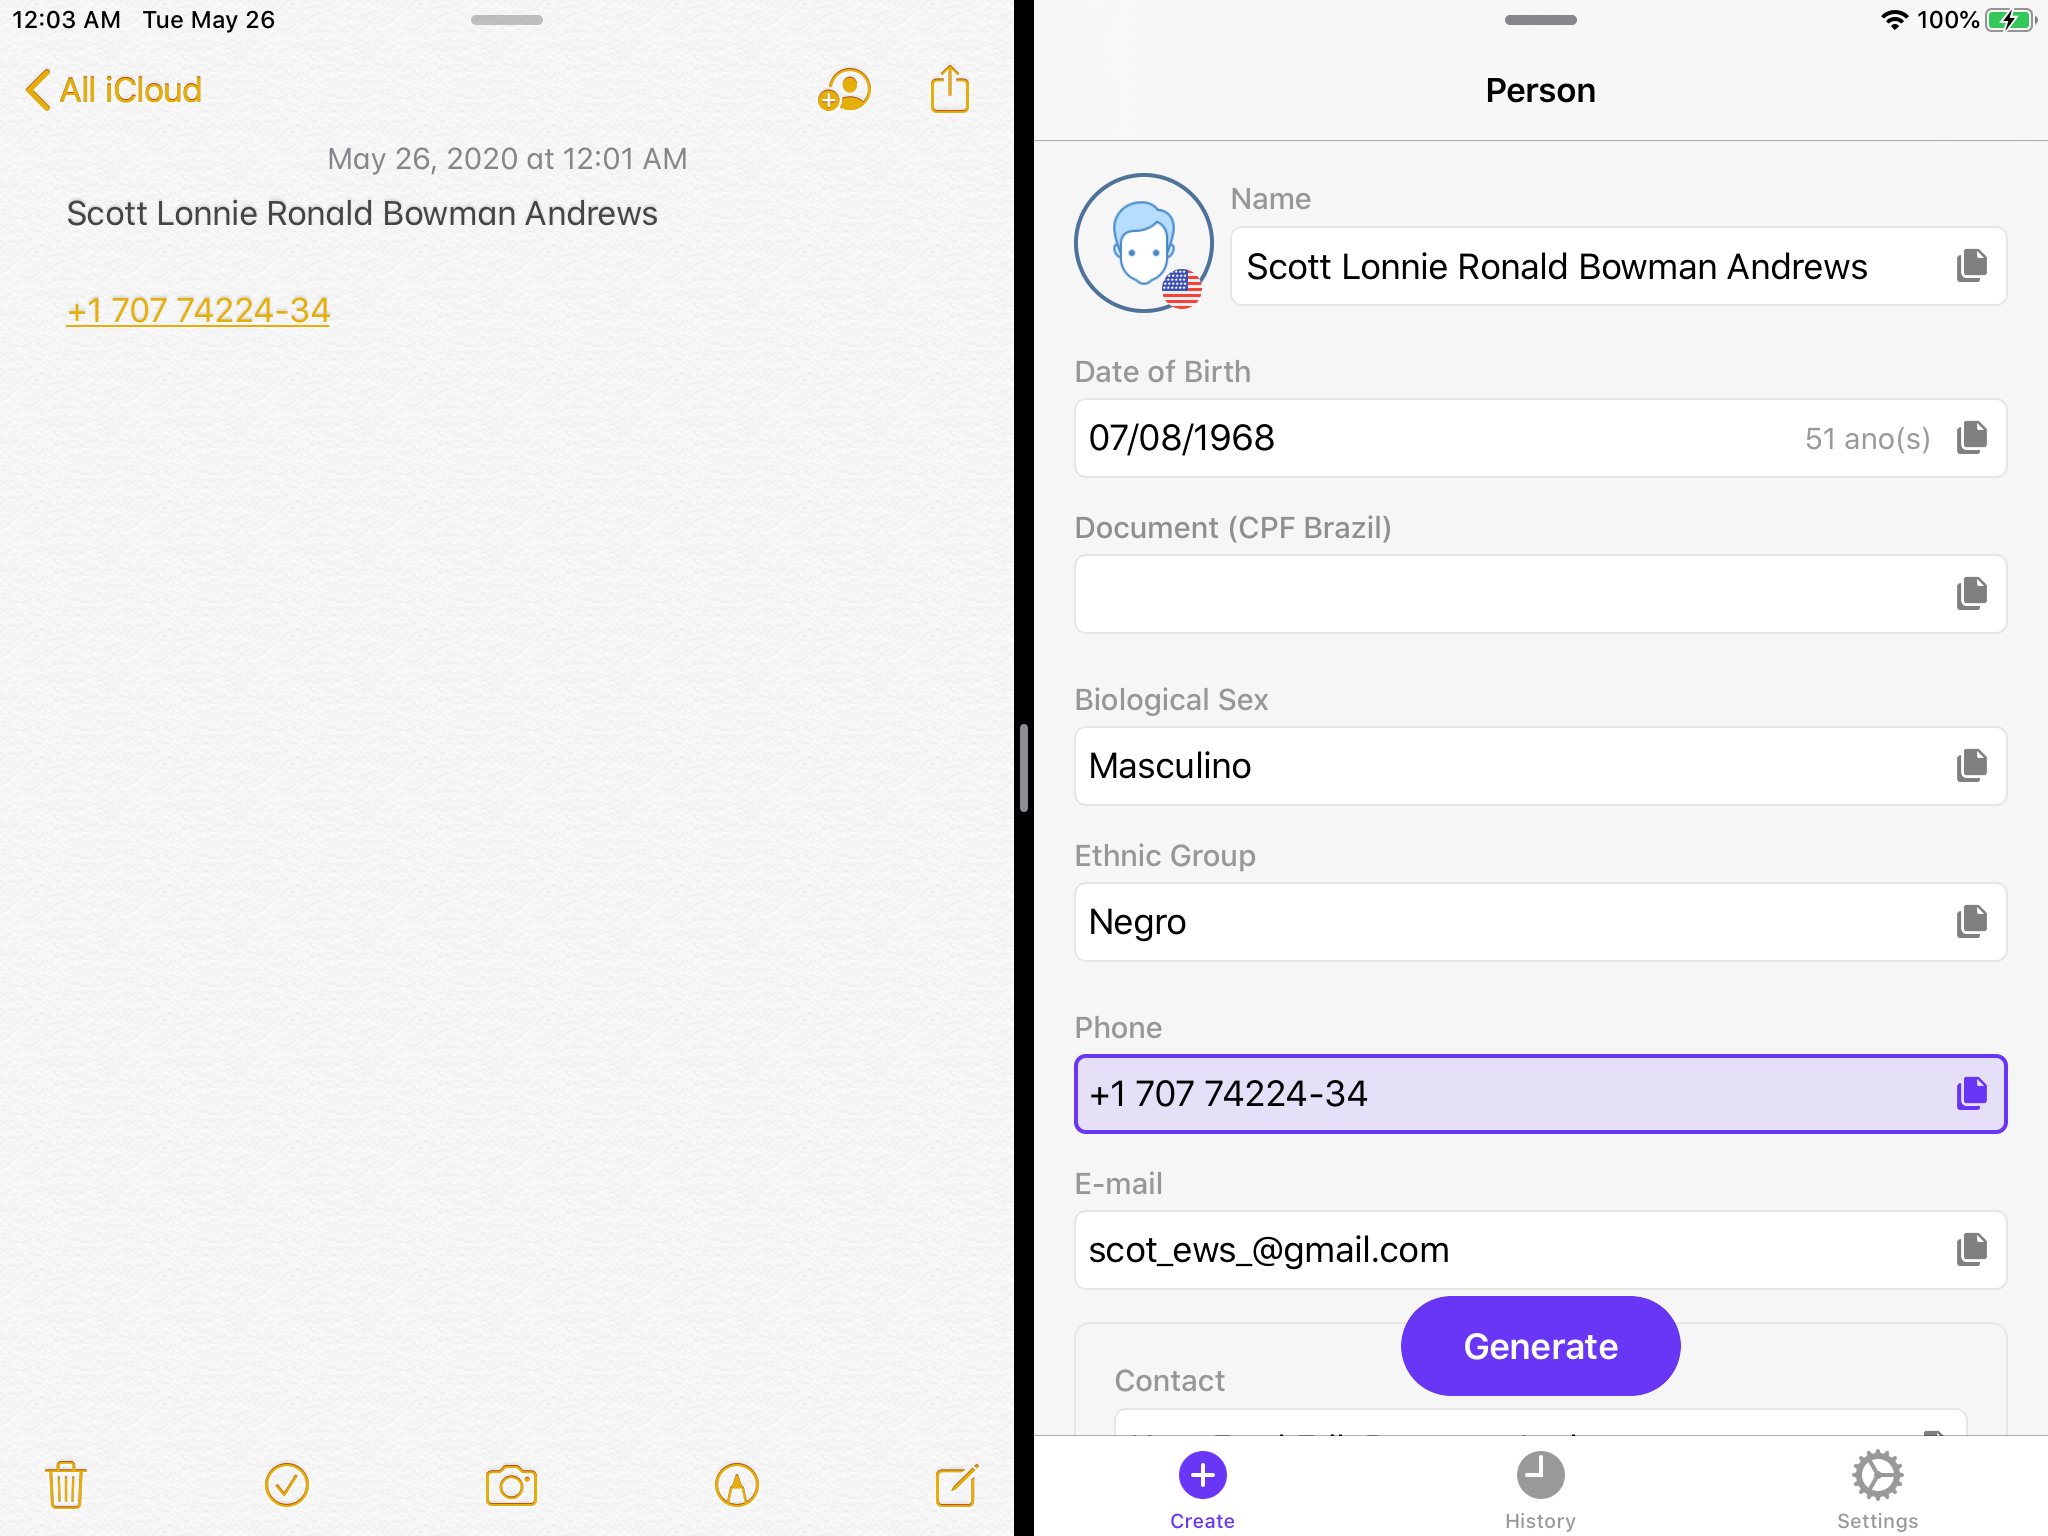 12:03 AM Tue May 26
All iCloud
May 26, 2020 at 12:01 AM
Scott Lonnie Ronald Bowman Andrews
+1 707 74224-34
100%
Person
Name
Scott Lonnie Ronald Bowman Andrews
Date of Birth
07/08/1968 51 ano(s)
Document (CPF Brazil)
Biological Sex
Masculino
Ethnic Group
Negro
Phone
+1 707 74224-34
E-mail
scot_ews_@gmail.com
Generate
Contact
Create History Settings